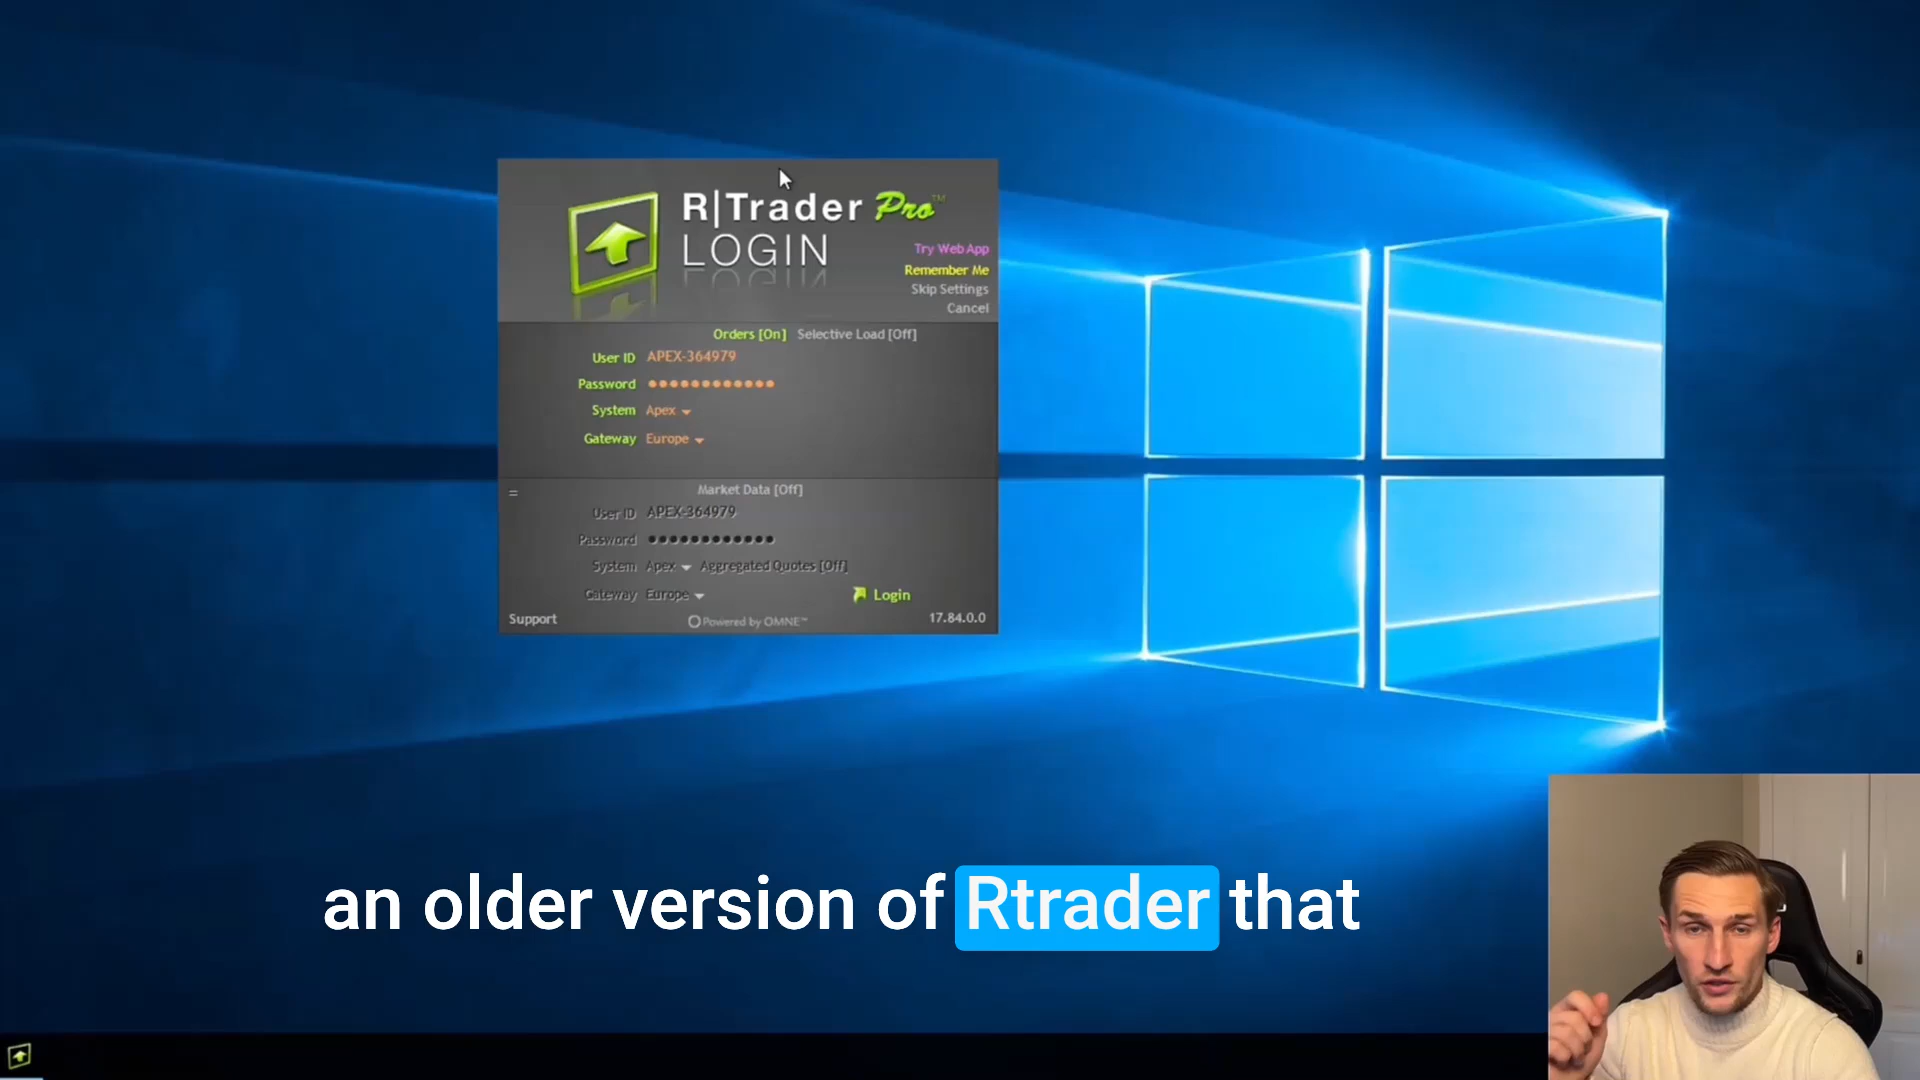 R|Trader Pro™
LOGIN
Try Web App
Remember Me
Skip Settings
Cancel
Orders [On] Selective Load [Off]
User ID APEX-364979
Password ●●●●●●●●●●●●
System Apex
Gateway Europe
Market Data [Off]
User ID APEX-364979
Password ●●●●●●●●●●●●
System Apex Aggregated Quotes [Off]
Gateway Europe
Login
Support
Powered by OMNE™
17.84.0.0
an older version of Rtrader that